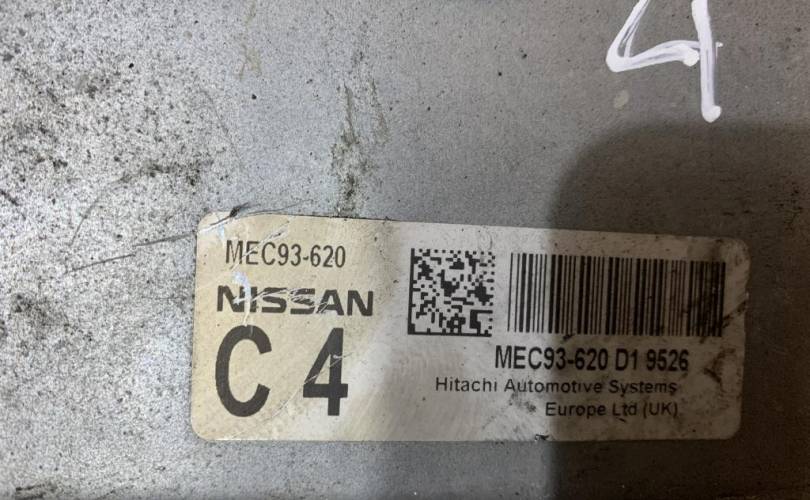 4
MEC93-620
NISSAN
C 4
MEC93-620 D1 9526
Hitachi Automotive Systems
Europe Ltd (UK)